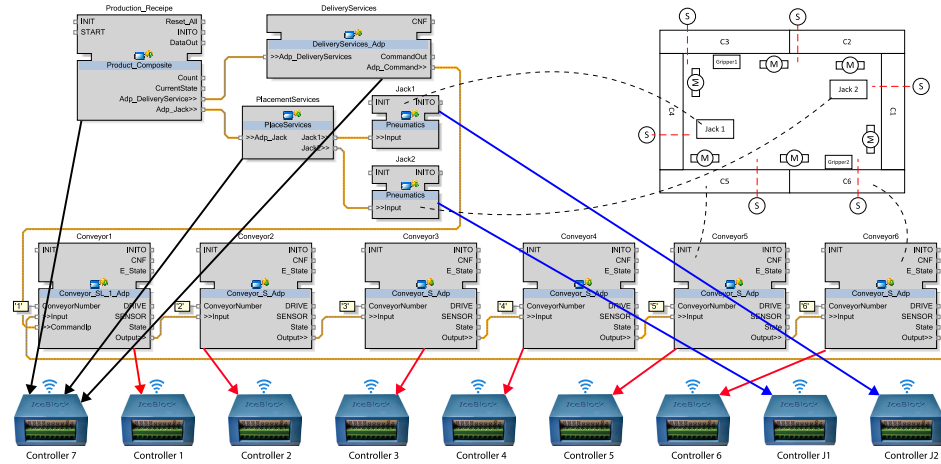 Production_Receipe
INIT
Reset_All
START
INITO
DataOut
Product_Composite
Count
CurrentState
Adp_DeliveryService>>
Adp_Jack>>
DeliveryServices
CNF
DeliveryServices_Adp
>>Adp_DeliveryServices
CommandOut
Adp_Command>>
PlacementServices
PlaceServices
>>Adp_Jack
Jack1>>
Jack2>>
Jack1
INIT
INITO
Pneumatics
>>Input
Jack2
INIT
INITO
Pneumatics
>>Input
S
S
C3
C2
Gripper1
M
M
M
Jack 2
S
C4
Jack 1
C1
S
M
M
M
Gripper2
C5
C6
S
S
Conveyor1
INIT
INITO
CNF
E_State
Conveyor_SL_1_Adp
'1'
ConveyorNumber
DRIVE
>>Input
SENSOR
>>CommandIp
State
Output>>
Conveyor2
INIT
INITO
CNF
E_State
Conveyor_S_Adp
'2'
ConveyorNumber
DRIVE
>>Input
SENSOR
State
Output>>
Conveyor3
INIT
INITO
CNF
E_State
Conveyor_S_Adp
'3'
ConveyorNumber
DRIVE
>>Input
SENSOR
State
Output>>
Conveyor4
INIT
INITO
CNF
E_State
Conveyor_S_Adp
'4'
ConveyorNumber
DRIVE
>>Input
SENSOR
State
Output>>
Conveyor5
INIT
INITO
CNF
E_State
Conveyor_S_Adp
'5'
ConveyorNumber
DRIVE
>>Input
SENSOR
State
Output>>
Conveyor6
INIT
INITO
CNF
E_State
Conveyor_S_Adp
'6'
ConveyorNumber
DRIVE
>>Input
SENSOR
State
Output>>
IceBlock
IceBlock
IceBlock
IceBlock
IceBlock
IceBlock
IceBlock
IceBlock
IceBlock
Controller 7
Controller 1
Controller 2
Controller 3
Controller 4
Controller 5
Controller 6
Controller J1
Controller J2